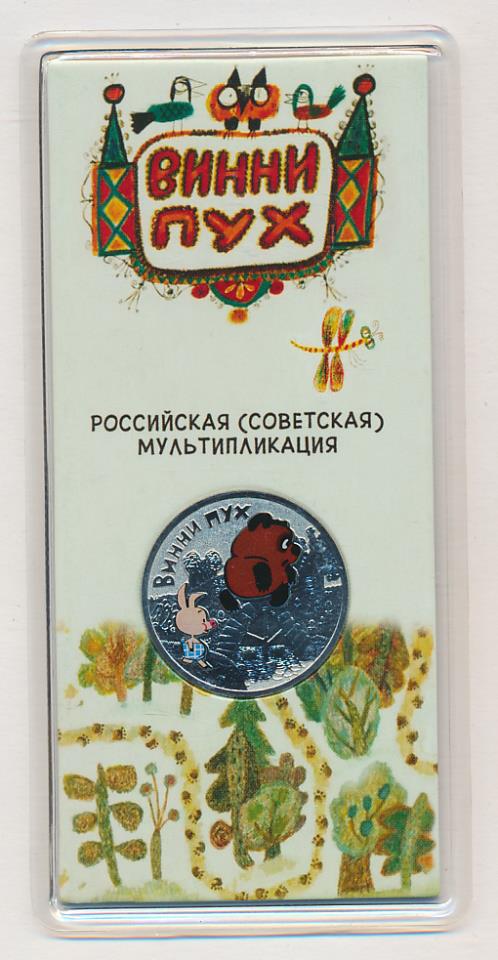 ВИННИ
ПУХ
РОССИЙСКАЯ (СОВЕТСКАЯ)
МУЛЬТИПЛИКАЦИЯ
ВИННИ ПУХ